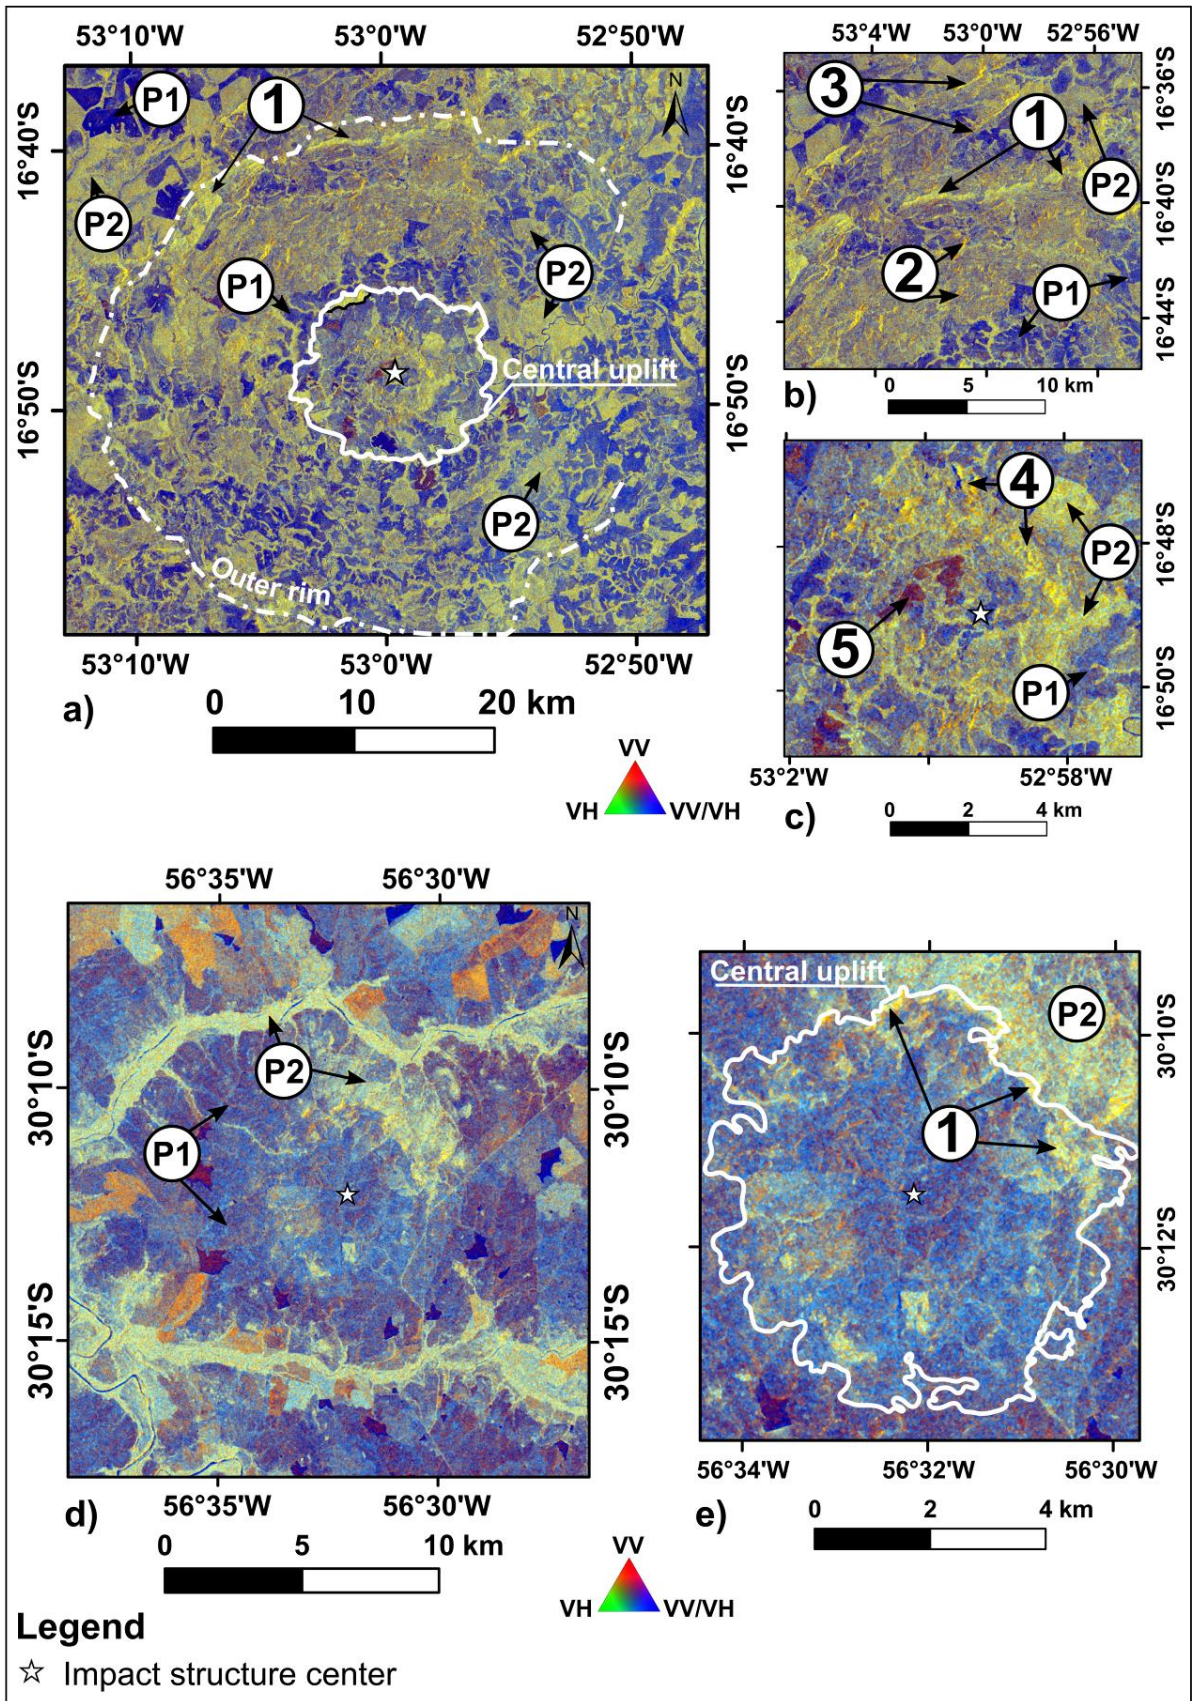 53°10'W 53°0'W 52°50'W
N
16°40'S 16°40'S
16°50'S 16°50'S
P1
1
P2
P1
P2
Central uplift
P2
Outer rim
53°10'W 53°0'W 52°50'W
a)
0 10 20 km
VV
VH VV/VH
53°4'W 53°0'W 52°56'W
16°36'S
16°40'S
16°44'S
3
1
P2
2
P1
b)
0 5 10 km
4
P2
5
P1
16°48'S
16°50'S
53°2'W 52°58'W
c)
0 2 4 km
56°35'W 56°30'W
N
30°10'S 30°10'S
30°15'S 30°15'S
P2
P1
56°35'W 56°30'W
d)
0 5 10 km
VV
VH VV/VH
Central uplift
P2
1
30°10'S
30°12'S
56°34'W 56°32'W 56°30'W
e)
0 2 4 km
Legend
☆ Impact structure center